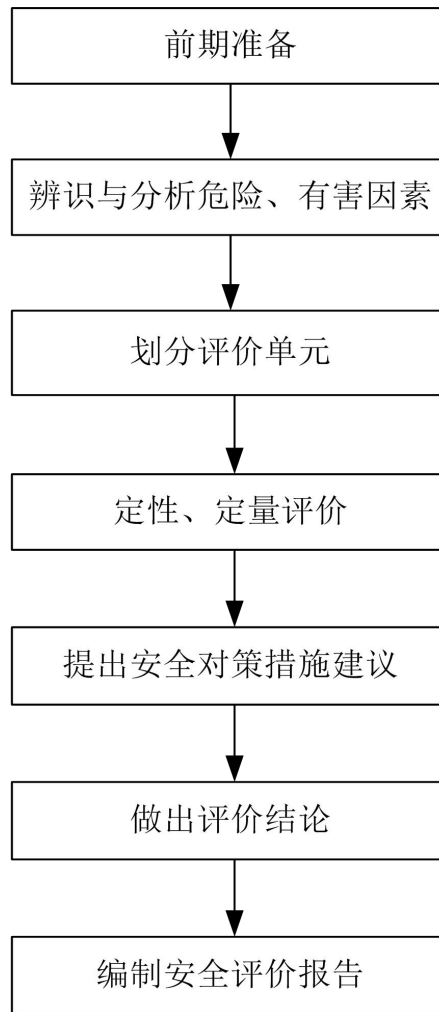 前期准备
辨识与分析危险、有害因素
划分评价单元
定性、定量评价
提出安全对策措施建议
做出评价结论
编制安全评价报告